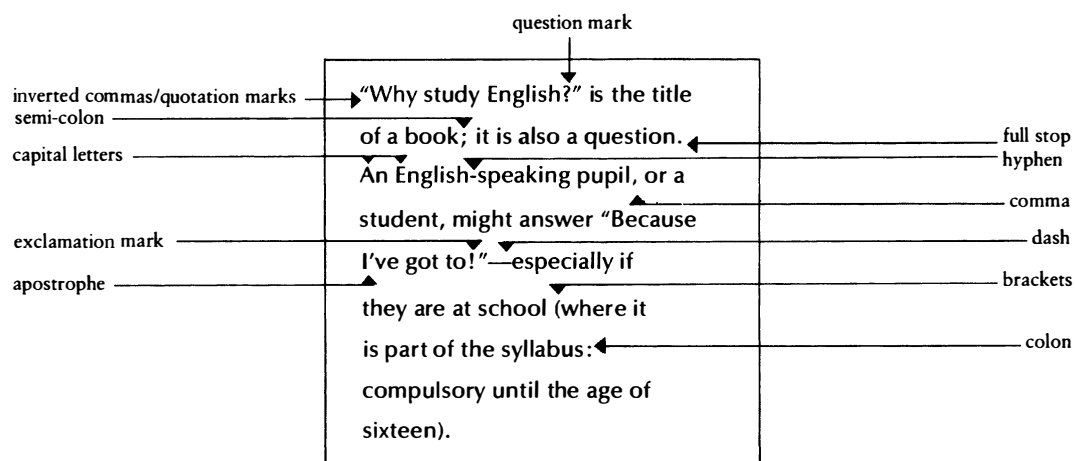 question mark
inverted commas/quotation marks
“Why study English?” is the title
semi-colon
of a book; it is also a question.
full stop
capital letters
hyphen
An English-speaking pupil, or a
comma
student, might answer “Because
exclamation mark
dash
I've got to!”—especially if
apostrophe
brackets
they are at school (where it
is part of the syllabus:
colon
compulsory until the age of
sixteen).